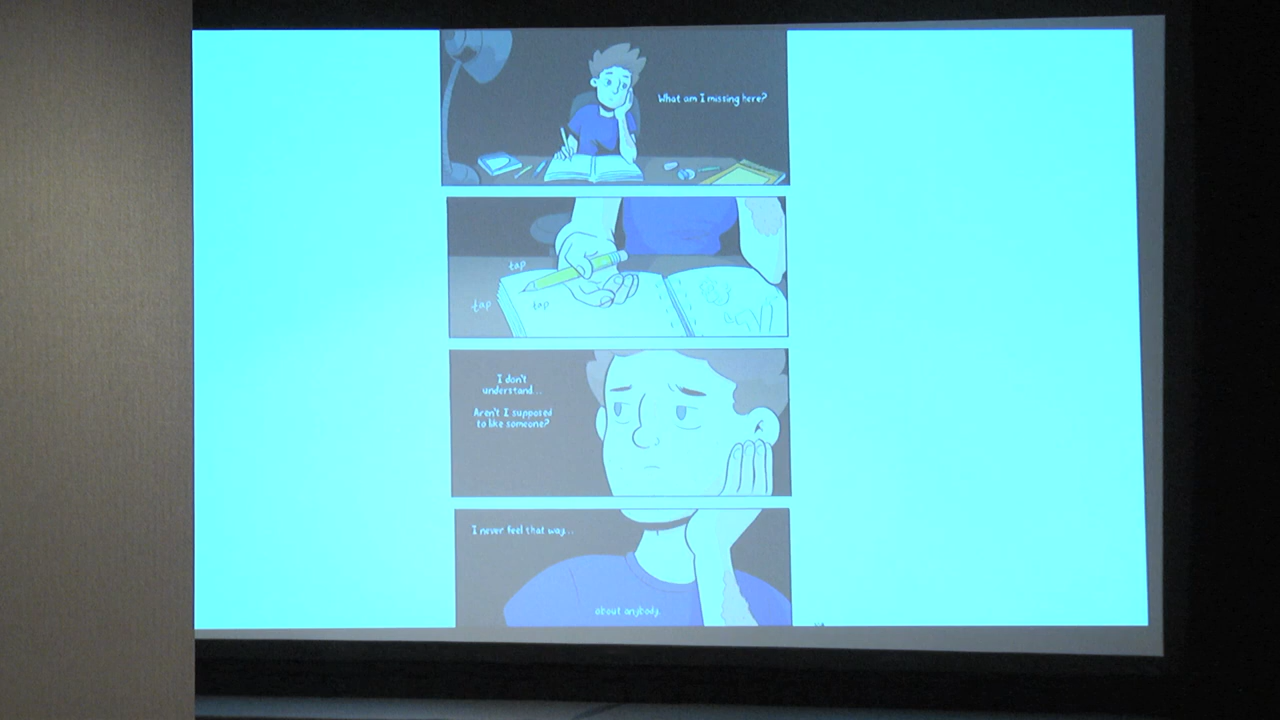 What am I missing here?
tap
tap
tap
I don't
understand...
Aren't I supposed
to like someone?
I never feel that way...
about anybody.